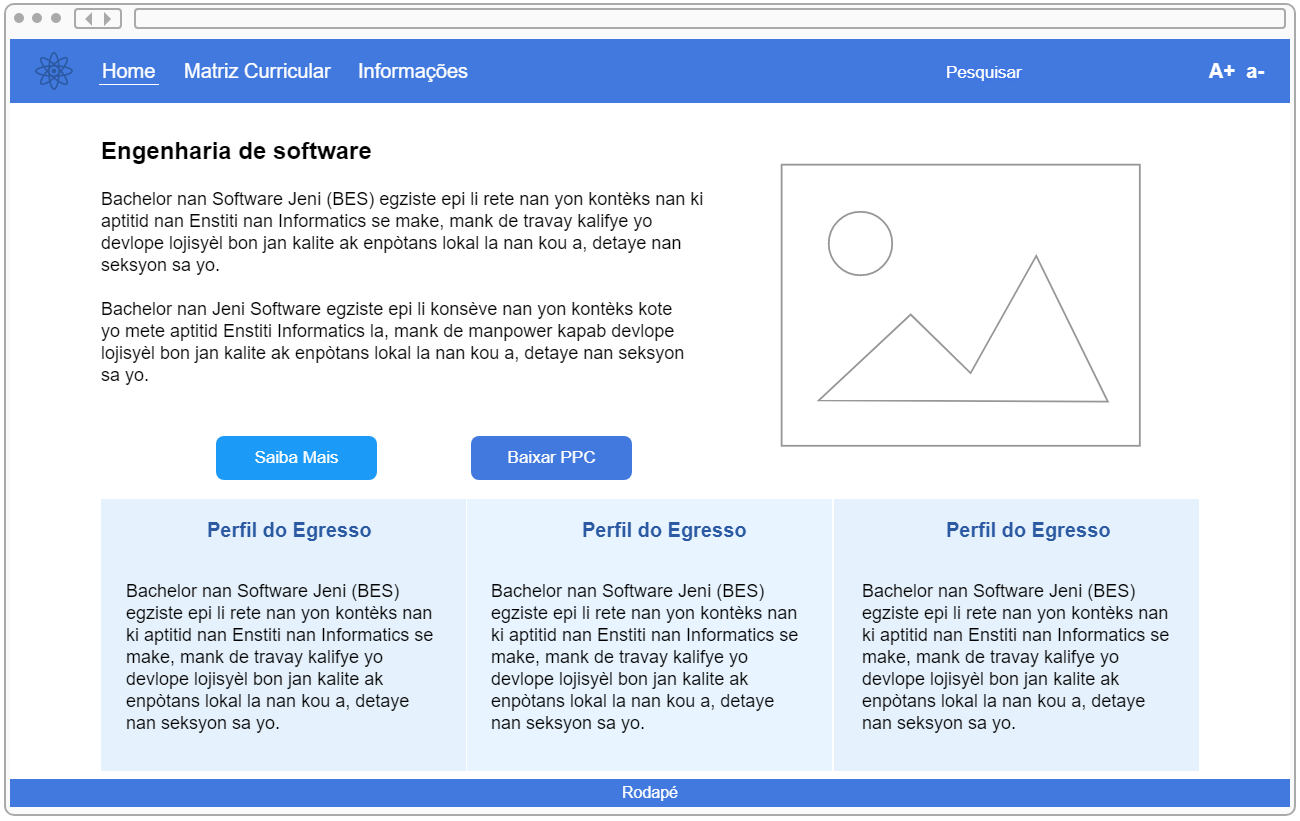 Home Matriz Curricular Informações Pesquisar A+ a-
Engenharia de software
Bachelor nan Software Jeni (BES) egziste epi li rete nan yon kontèks nan ki
aptitid nan Enstiti nan Informatics se make, mank de travay kalifye yo
devlope lojisyèl bon jan kalite ak enpòtans lokal la nan kou a, detaye nan
seksyon sa yo.
Bachelor nan Jeni Software egziste epi li konsève nan yon kontèks kote
yo mete aptitid Enstiti Informatics la, mank de manpower kapab devlope
lojisyèl bon jan kalite ak enpòtans lokal la nan kou a, detaye nan seksyon
sa yo.
Saiba Mais
Baixar PPC
Perfil do Egresso
Bachelor nan Software Jeni (BES)
egziste epi li rete nan yon kontèks nan
ki aptitid nan Enstiti nan Informatics se
make, mank de travay kalifye yo
devlope lojisyèl bon jan kalite ak
enpòtans lokal la nan kou a, detaye
nan seksyon sa yo.
Perfil do Egresso
Bachelor nan Software Jeni (BES)
egziste epi li rete nan yon kontèks nan
ki aptitid nan Enstiti nan Informatics se
make, mank de travay kalifye yo
devlope lojisyèl bon jan kalite ak
enpòtans lokal la nan kou a, detaye
nan seksyon sa yo.
Perfil do Egresso
Bachelor nan Software Jeni (BES)
egziste epi li rete nan yon kontèks nan
ki aptitid nan Enstiti nan Informatics se
make, mank de travay kalifye yo
devlope lojisyèl bon jan kalite ak
enpòtans lokal la nan kou a, detaye
nan seksyon sa yo.
Rodapé